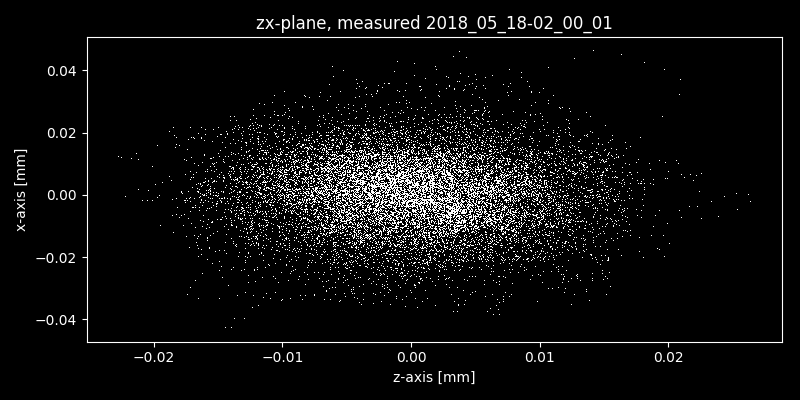 zx-plane, measured 2018_05_18-02_00_01
0.04
0.02
0.00
−0.02
−0.04
x-axis [mm]
−0.02 −0.01 0.00 0.01 0.02
z-axis [mm]